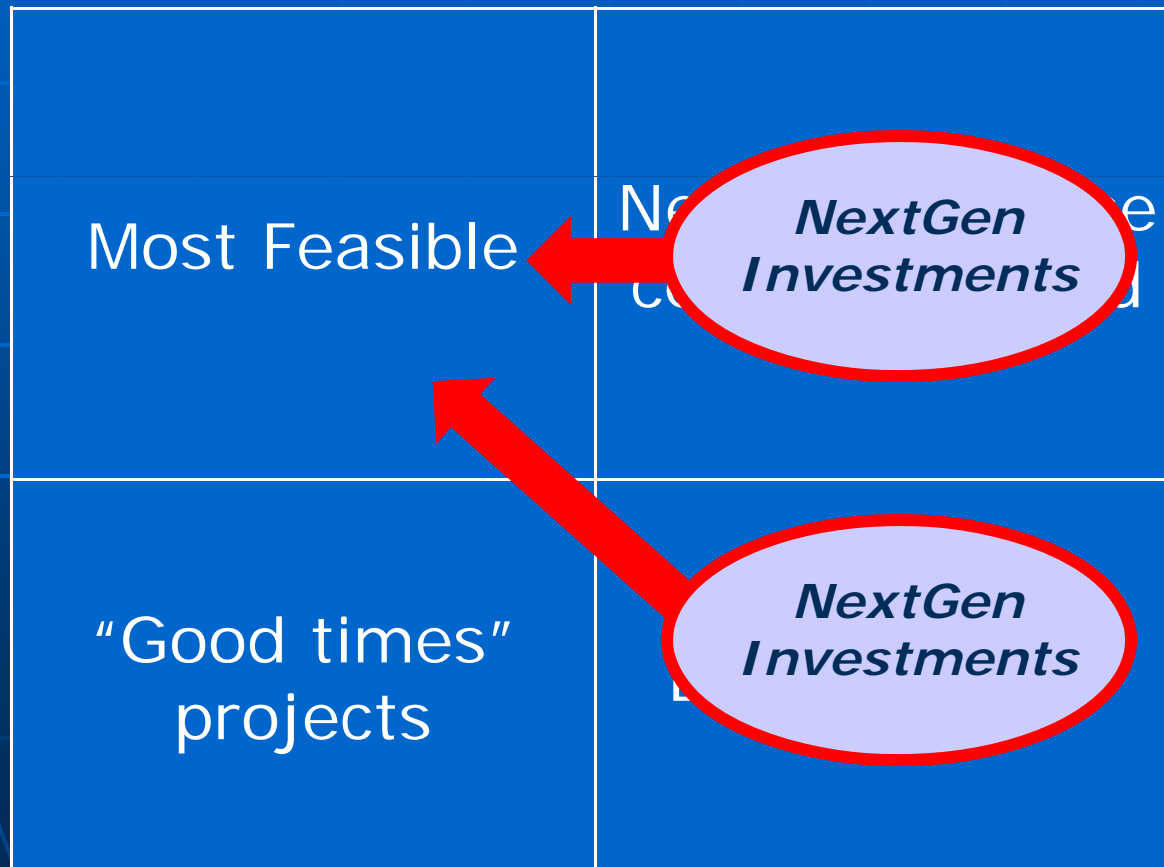 Most Feasible
NextGen
Investments
"Good times"
projects
NextGen
Investments